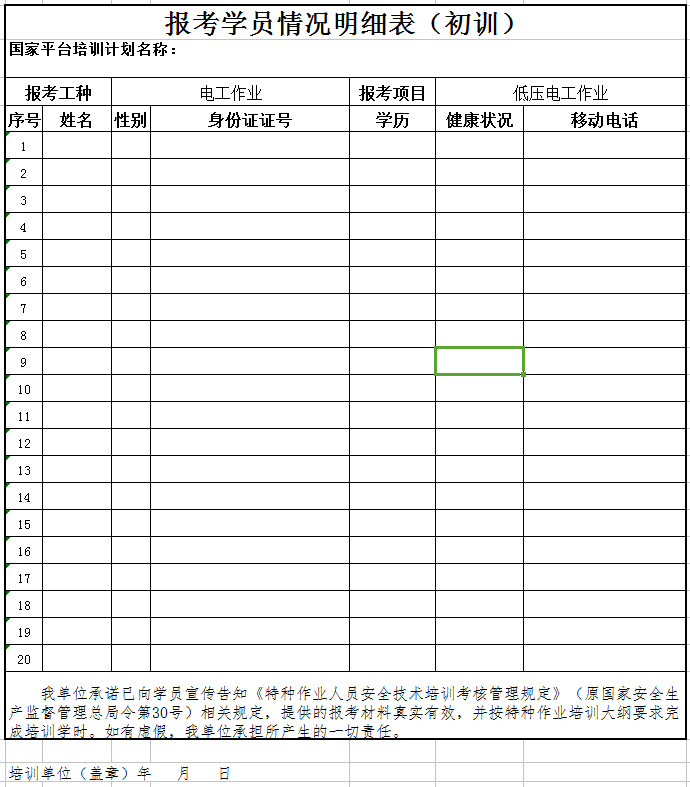 报考学员情况明细表（初训）
国家平台培训计划名称：
报考工种 电工作业 报考项目 低压电工作业
序号 姓名 性别 身份证证号 学历 健康状况 移动电话
1
2
3
4
5
6
7
8
9
10
11
12
13
14
15
16
17
18
19
20
我单位承诺已向学员宣传告知《特种作业人员安全技术培训考核管理规定》（原国家安全生
产监督管理总局令第30号）相关规定，提供的报考材料真实有效，并按特种作业培训大纲要求完
成培训学时。如有虚假，我单位承担所产生的一切责任。
培训单位（盖章）年 月 日